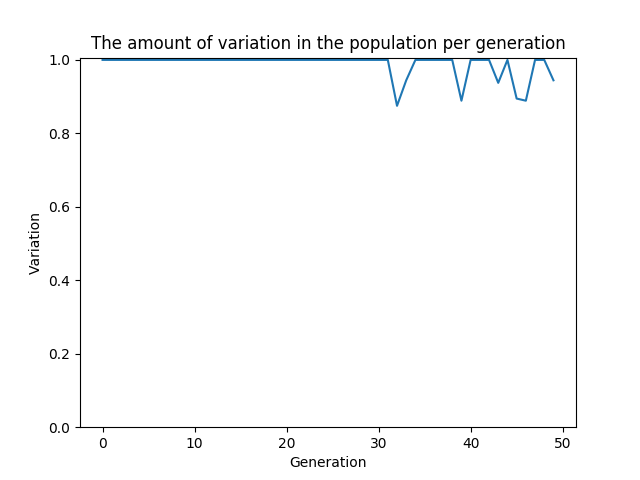 The amount of variation in the population per generation
1.0
0.8
0.6
0.4
0.2
0.0
Variation
0 10 20 30 40 50
Generation